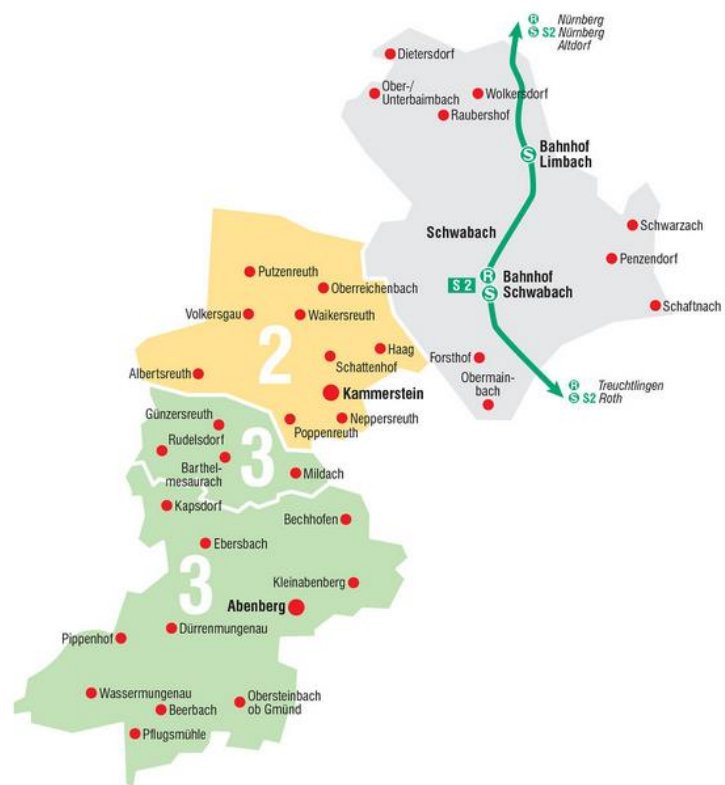 R Nürnberg
S S2 Nürnberg
Altdorf
Dietersdorf
Ober-/
Unterbaimbach
Wolkersdorf
Raubershof
Bahnhof
Limbach
S
Schwabach
Schwarzach
Penzendorf
Schaftnach
S 2
R
S
Bahnhof
Schwabach
Forsthof
Obermain-
bach
R Treuchtlingen
S S2 Roth
Putzenreuth
Oberreichenbach
Volkersgau
Waikersreuth
2
Haag
Schattenhof
Albertsreuth
Kammerstein
Neppersreuth
Poppenreuth
Günzersreuth
Rudelsdorf
3
Barthel-
mesaurach
Mildach
Kapsdorf
Bechhofen
Ebersbach
3
Kleinabenberg
Abenberg
Dürrenmungenau
Pippenhof
Wassermungenau
Beerbach
Obersteinbach
ob Gmünd
Pflugsmühle